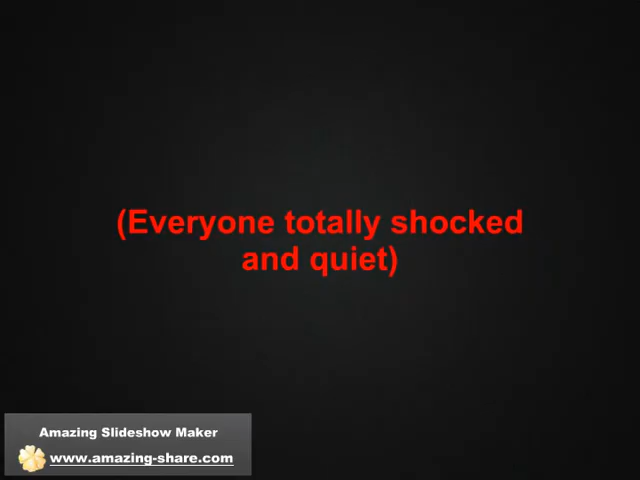 (Everyone totally shocked
and quiet)
Amazing Slideshow Maker
www.amazing-share.com